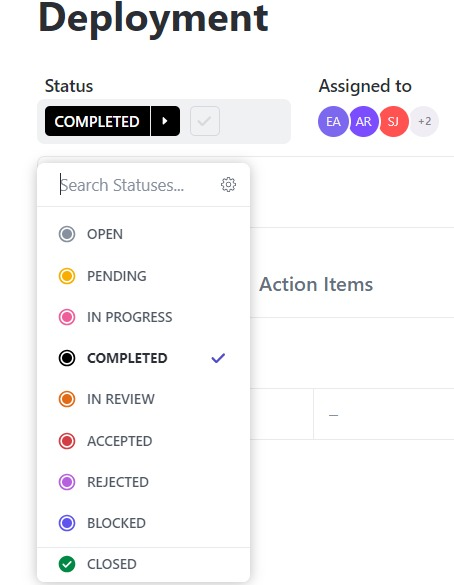 Deployment
Status
Assigned to
COMPLETED
EA AR SJ +2
Search Statuses...
OPEN
PENDING
Action Items
IN PROGRESS
COMPLETED
IN REVIEW
–
ACCEPTED
REJECTED
BLOCKED
CLOSED